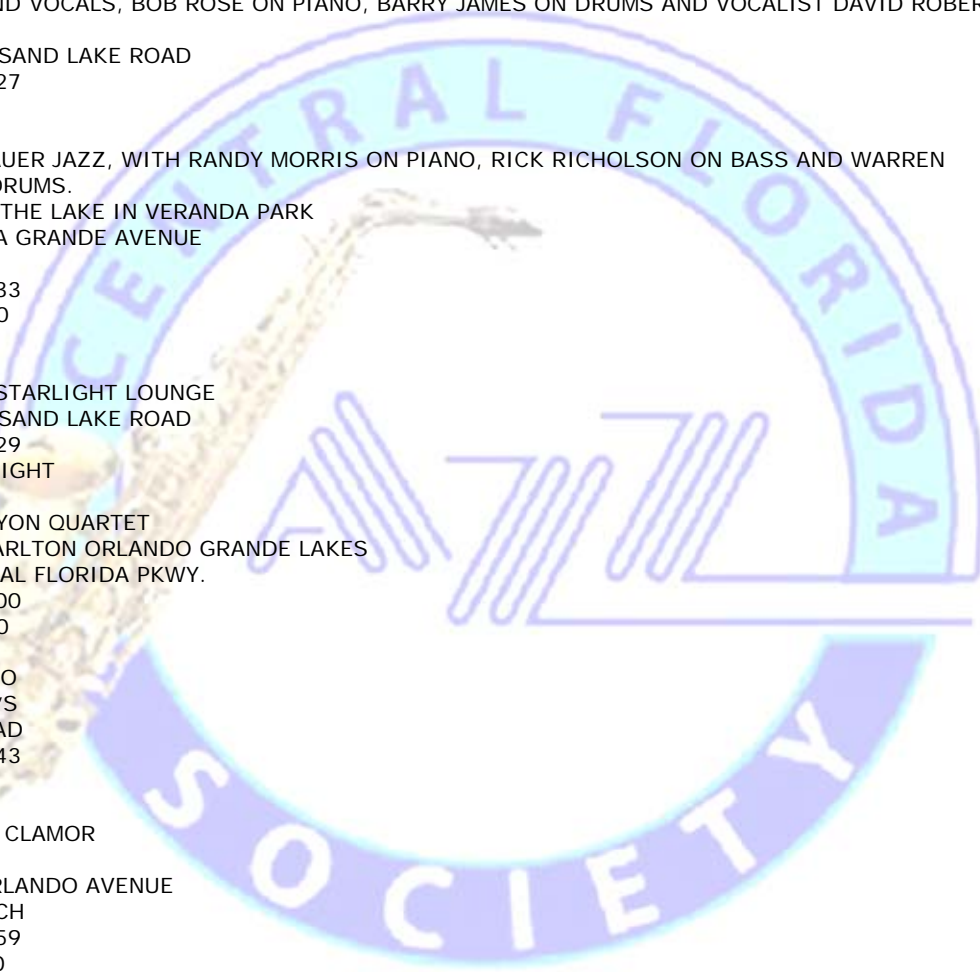 ND VOCALS, BOB ROSE ON PIANO, BARRY JAMES ON DRUMS AND VOCALIST DAVID ROBER
SAND LAKE ROAD
27
UER JAZZ, WITH RANDY MORRIS ON PIANO, RICK RICHOLSON ON BASS AND WARREN
DRUMS.
THE LAKE IN VERANDA PARK
A GRANDE AVENUE
33
0
STARLIGHT LOUNGE
SAND LAKE ROAD
29
IGHT
YON QUARTET
ARLTON ORLANDO GRANDE LAKES
AL FLORIDA PKWY.
00
0
O
'S
AD
43
CLAMOR
RLANDO AVENUE
CH
59
0
CENTRAL FLORIDA
AZZ
SOCIETY